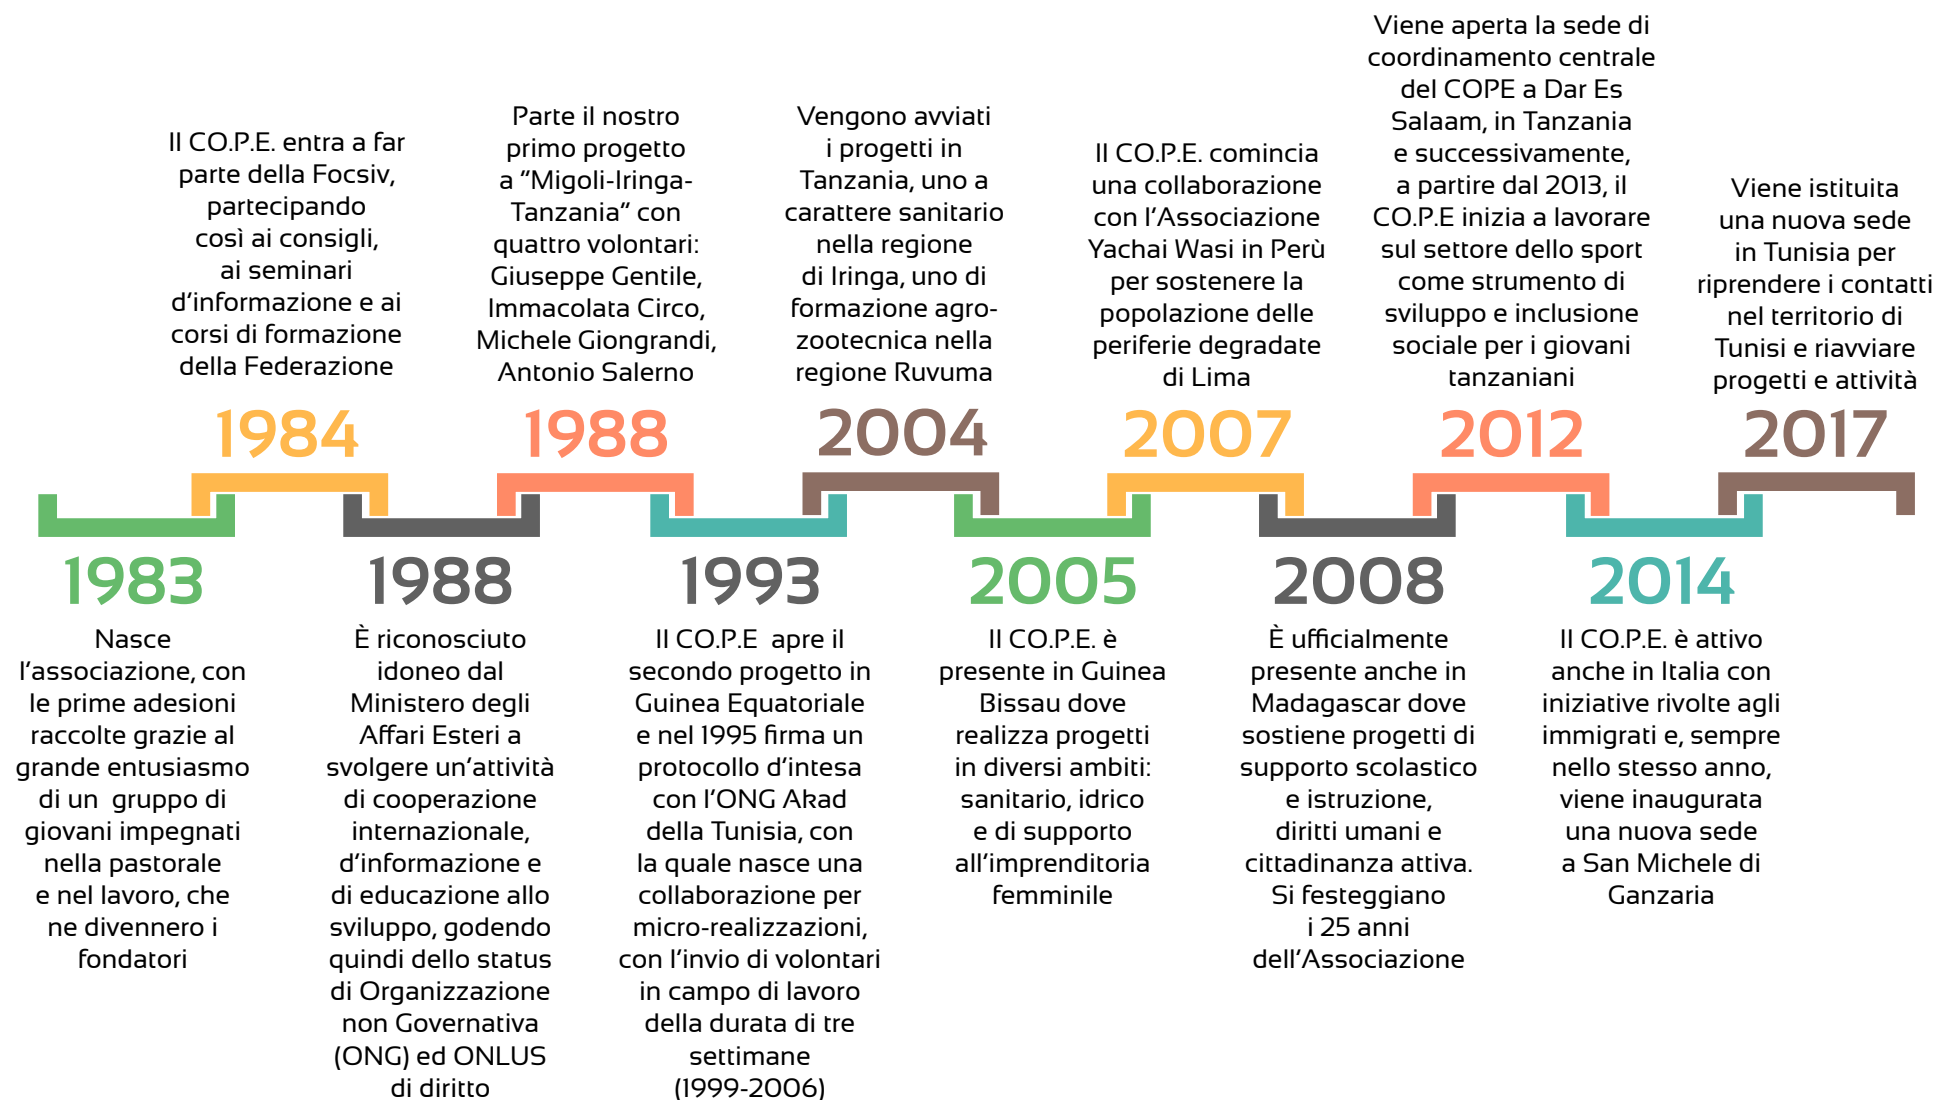 Nasce
l'associazione, con
le prime adesioni
raccolte grazie al
grande entusiasmo
di un gruppo di
giovani impegnati
nella pastorale
e nel lavoro, che
ne divennero i
fondatori
1983
Il CO.P.E. entra a far
parte della Focsiv,
partecipando
così ai consigli,
ai seminari
d'informazione e ai
corsi di formazione
della Federazione
1984
1988
È riconosciuto
idoneo dal
Ministero degli
Affari Esteri a
svolgere un'attività
di cooperazione
internazionale,
d'informazione e
di educazione allo
sviluppo, godendo
quindi dello status
di Organizzazione
non Governativa
(ONG) ed ONLUS
di diritto
Parte il nostro
primo progetto
a "Migoli-Iringa-
Tanzania" con
quattro volontari:
Giuseppe Gentile,
Immacolata Circo,
Michele Giongrandi,
Antonio Salerno
1988
1993
Il CO.P.E apre il
secondo progetto in
Guinea Equatoriale
e nel 1995 firma un
protocollo d'intesa
con l'ONG Akad
della Tunisia, con
la quale nasce una
collaborazione per
micro-realizzazioni,
con l'invio di volontari
in campo di lavoro
della durata di tre
settimane
(1999-2006)
Vengono avviati
i progetti in
Tanzania, uno a
carattere sanitario
nella regione
di Iringa, uno di
formazione agro-
zootecnica nella
regione Ruvuma
2004
2005
Il CO.P.E. è
presente in Guinea
Bissau dove
realizza progetti
in diversi ambiti:
sanitario, idrico
e di supporto
all'imprenditoria
femminile
Il CO.P.E. comincia
una collaborazione
con l'Associazione
Yachai Wasi in Perù
per sostenere la
popolazione delle
periferie degradate
di Lima
2007
2008
È ufficialmente
presente anche in
Madagascar dove
sostiene progetti di
supporto scolastico
e istruzione,
diritti umani e
cittadinanza attiva.
Si festeggiano
i 25 anni
dell'Associazione
Viene aperta la sede di
coordinamento centrale
del COPE a Dar Es
Salaam, in Tanzania
e successivamente,
a partire dal 2013, il
CO.P.E inizia a lavorare
sul settore dello sport
come strumento di
sviluppo e inclusione
sociale per i giovani
tanzaniani
2012
2014
Il CO.P.E. è attivo
anche in Italia con
iniziative rivolte agli
immigrati e, sempre
nello stesso anno,
viene inaugurata
una nuova sede
a San Michele di
Ganzaria
Viene istituita
una nuova sede
in Tunisia per
riprendere i contatti
nel territorio di
Tunisi e riavviare
progetti e attività
2017